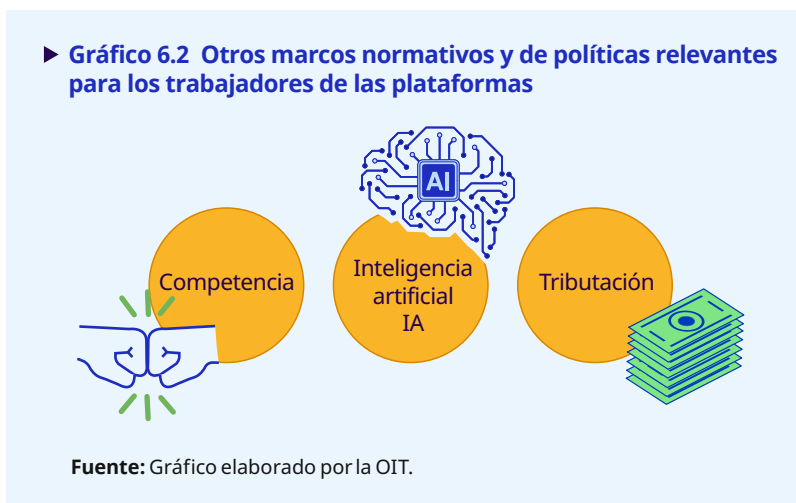 Gráfico 6.2 Otros marcos normativos y de políticas relevantes
para los trabajadores de las plataformas
AI
Competencia
Inteligencia
artificial
IA
Tributación
Fuente: Gráfico elaborado por la OIT.